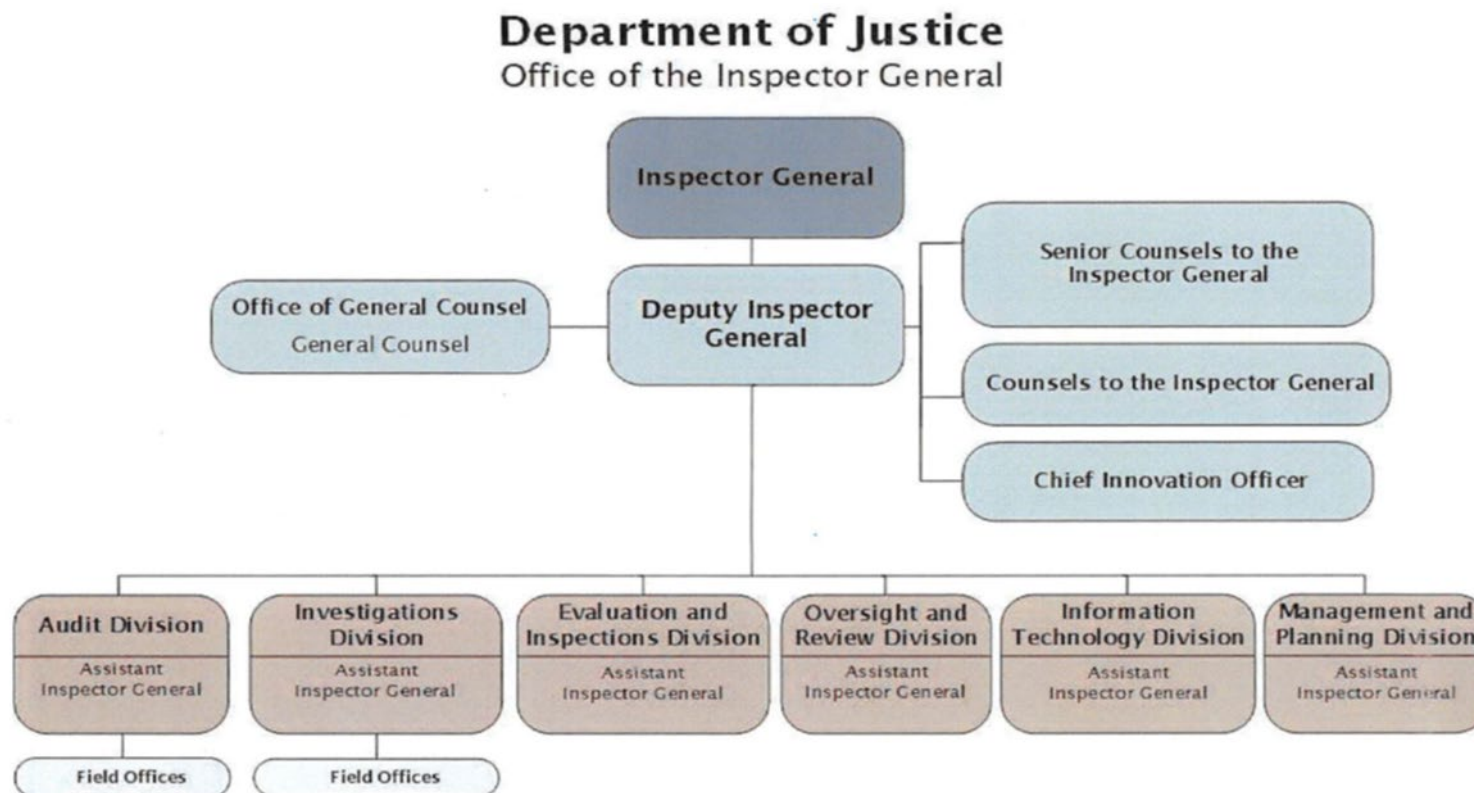 Department of Justice
Office of the Inspector General
Inspector General
Deputy Inspector
General
Office of General Counsel
General Counsel
Senior Counsels to the
Inspector General
Counsels to the Inspector General
Chief Innovation Officer
Audit Division
Assistant
Inspector General
Field Offices
Investigations
Division
Assistant
Inspector General
Field Offices
Evaluation and
Inspections Division
Assistant
Inspector General
Oversight and
Review Division
Assistant
Inspector General
Information
Technology Division
Assistant
Inspector General
Management and
Planning Division
Assistant
Inspector General